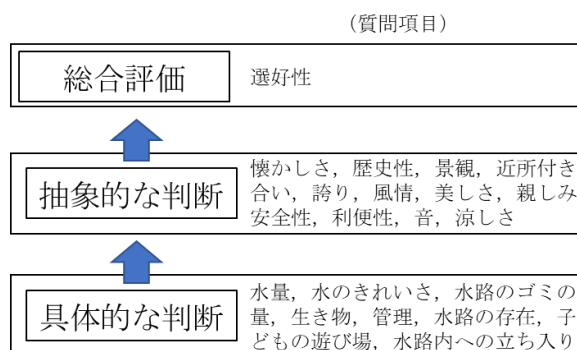 (質問項目)
総合評価
選好性
抽象的な判断
懐かしさ,歴史性,景観,近所付き
合い,誇り,風情,美しさ,親しみ
安全性,利便性,音,涼しさ
具体的な判断
水量,水のきれいさ,水路のゴミの
量,生き物,管理,水路の存在,子
どもの遊び場,水路内への立ち入り